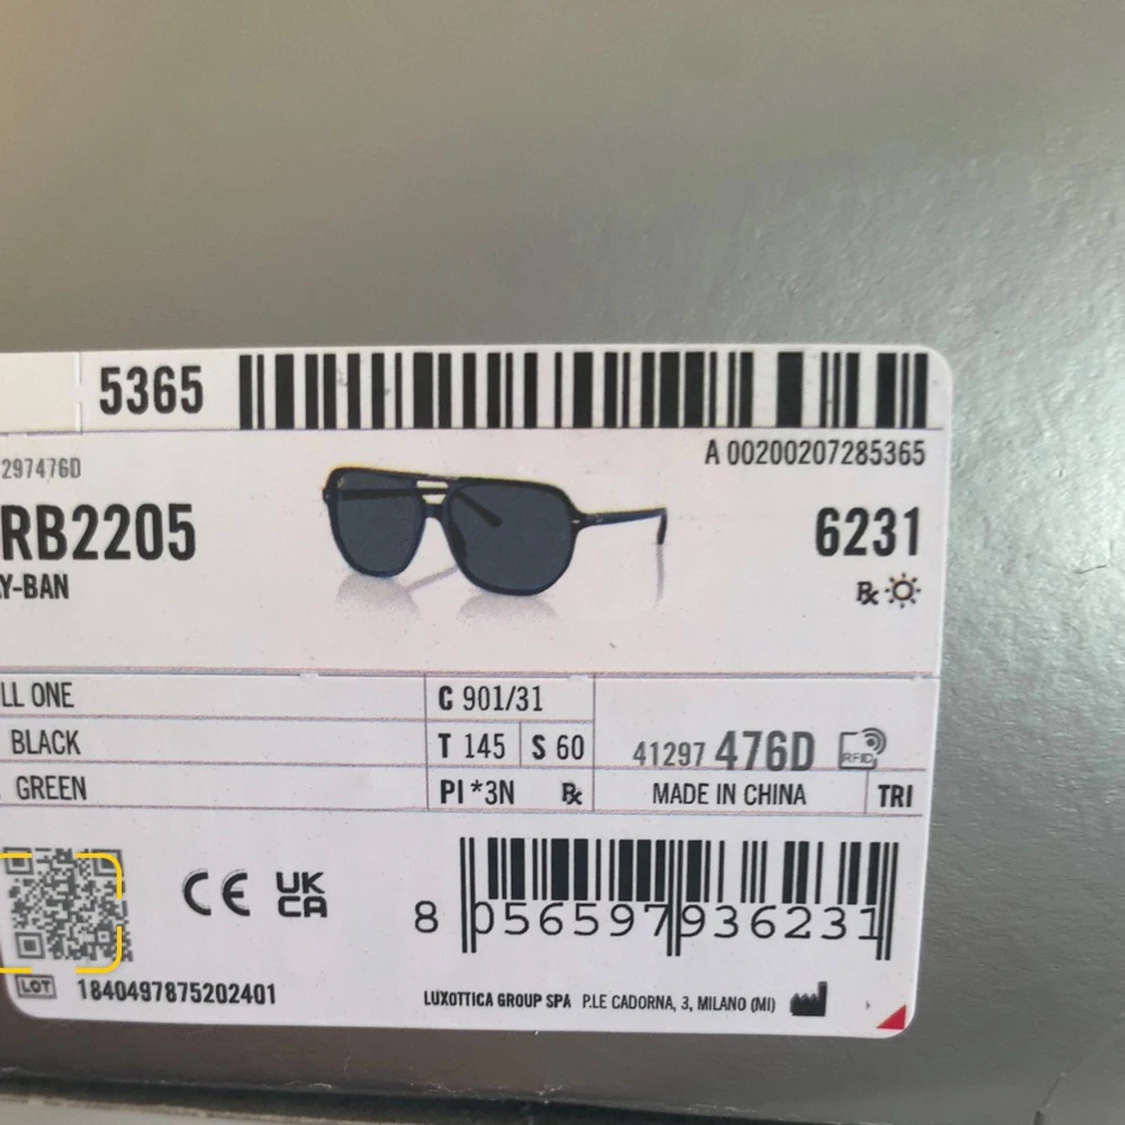 5365
A 00200207285365
297476D
RB2205
6231
Y-BAN
Rx
LL ONE
C 901/31
BLACK
T 145 S 60
41297 476D RFID
GREEN
PI *3N Rx
MADE IN CHINA TRI
CE UK CA
8 056597 936231
LOT 1840497875202401
LUXOTTICA GROUP SPA P.LE CADORNA, 3, MILANO (MI)